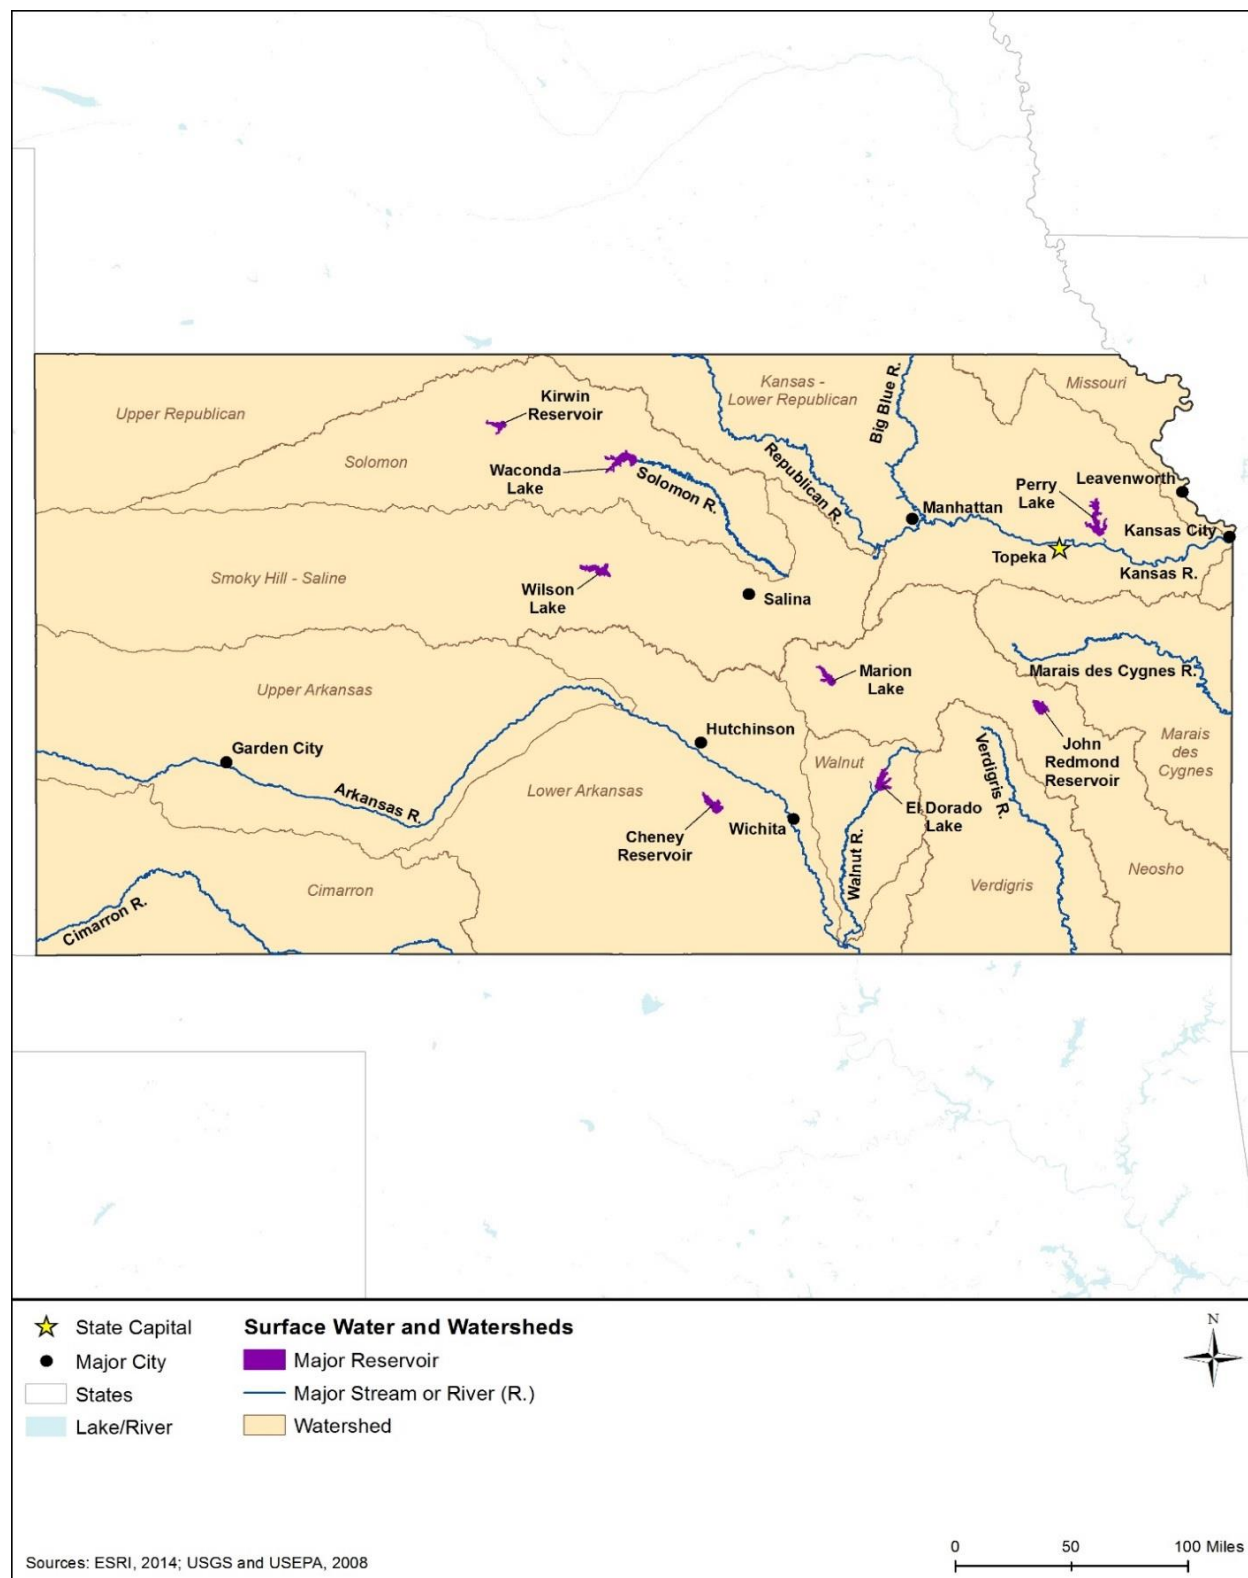 Upper Republican
Kirwin
Reservoir
Kansas -
Lower Republican
Big Blue R.
Missouri
Solomon
Waconda
Lake
Solomon R.
Republican R.
Manhattan
Perry
Lake
Leavenworth
Kansas City
Topeka
Kansas R.
Smoky Hill - Saline
Wilson
Lake
Salina
Marion
Lake
Marais des Cygnes R.
Upper Arkansas
Garden City
Hutchinson
Walnut
Verdigris R.
John
Redmond
Reservoir
Marais
des
Cygnes
Arkansas R.
Lower Arkansas
Cheney
Reservoir
Wichita
El Dorado
Lake
Walnut R.
Cimarron
Cimarron R.
Verdigris
Neosho
State Capital
Major City
States
Lake/River
Surface Water and Watersheds
Major Reservoir
Major Stream or River (R.)
Watershed
N
Sources: ESRI, 2014; USGS and USEPA, 2008
0 50 100 Miles